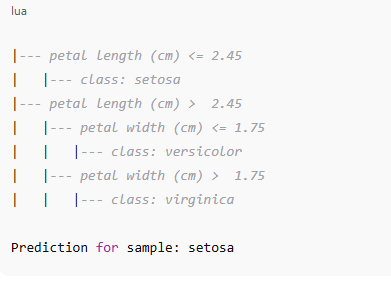 lua
|--- petal length (cm) <= 2.45
|   |--- class: setosa
|--- petal length (cm) >  2.45
|   |--- petal width (cm) <= 1.75
|   |   |--- class: versicolor
|   |--- petal width (cm) >  1.75
|   |   |--- class: virginica
Prediction for sample: setosa